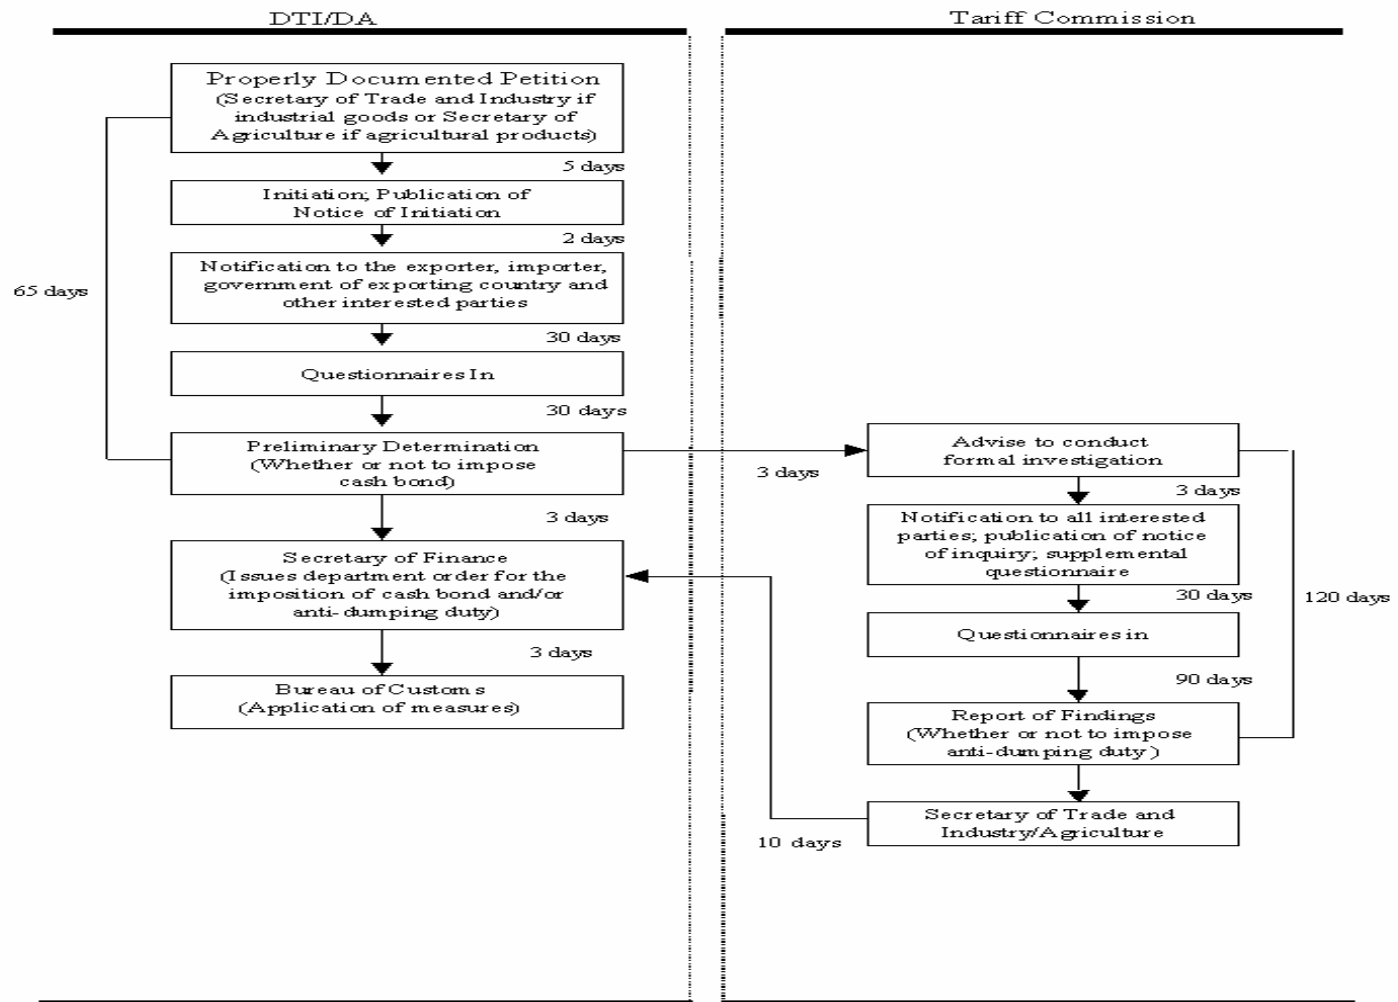 DTI/DA
Properly Documented Petition
(Secretary of Trade and Industry if
industrial goods or Secretary of
Agriculture if agricultural products)
5 days
Initiation; Publication of
Notice of Initiation
2 days
Notification to the exporter, importer,
government of exporting country and
other interested parties
65 days
30 days
Questionnaires In
30 days
Preliminary Determination
(Whether or not to impose
cash bond)
3 days
Secretary of Finance
(Issues department order for the
imposition of cash bond and/or
anti-dumping duty)
3 days
Bureau of Customs
(Application of measures)
Tariff Commission
3 days
Advise to conduct
formal investigation
3 days
Notification to all interested
parties; publication of notice
of inquiry; supplemental
questionnaire
30 days
120 days
Questionnaires in
90 days
Report of Findings
(Whether or not to impose
anti-dumping duty)
Secretary of Trade and
Industry/Agriculture
10 days